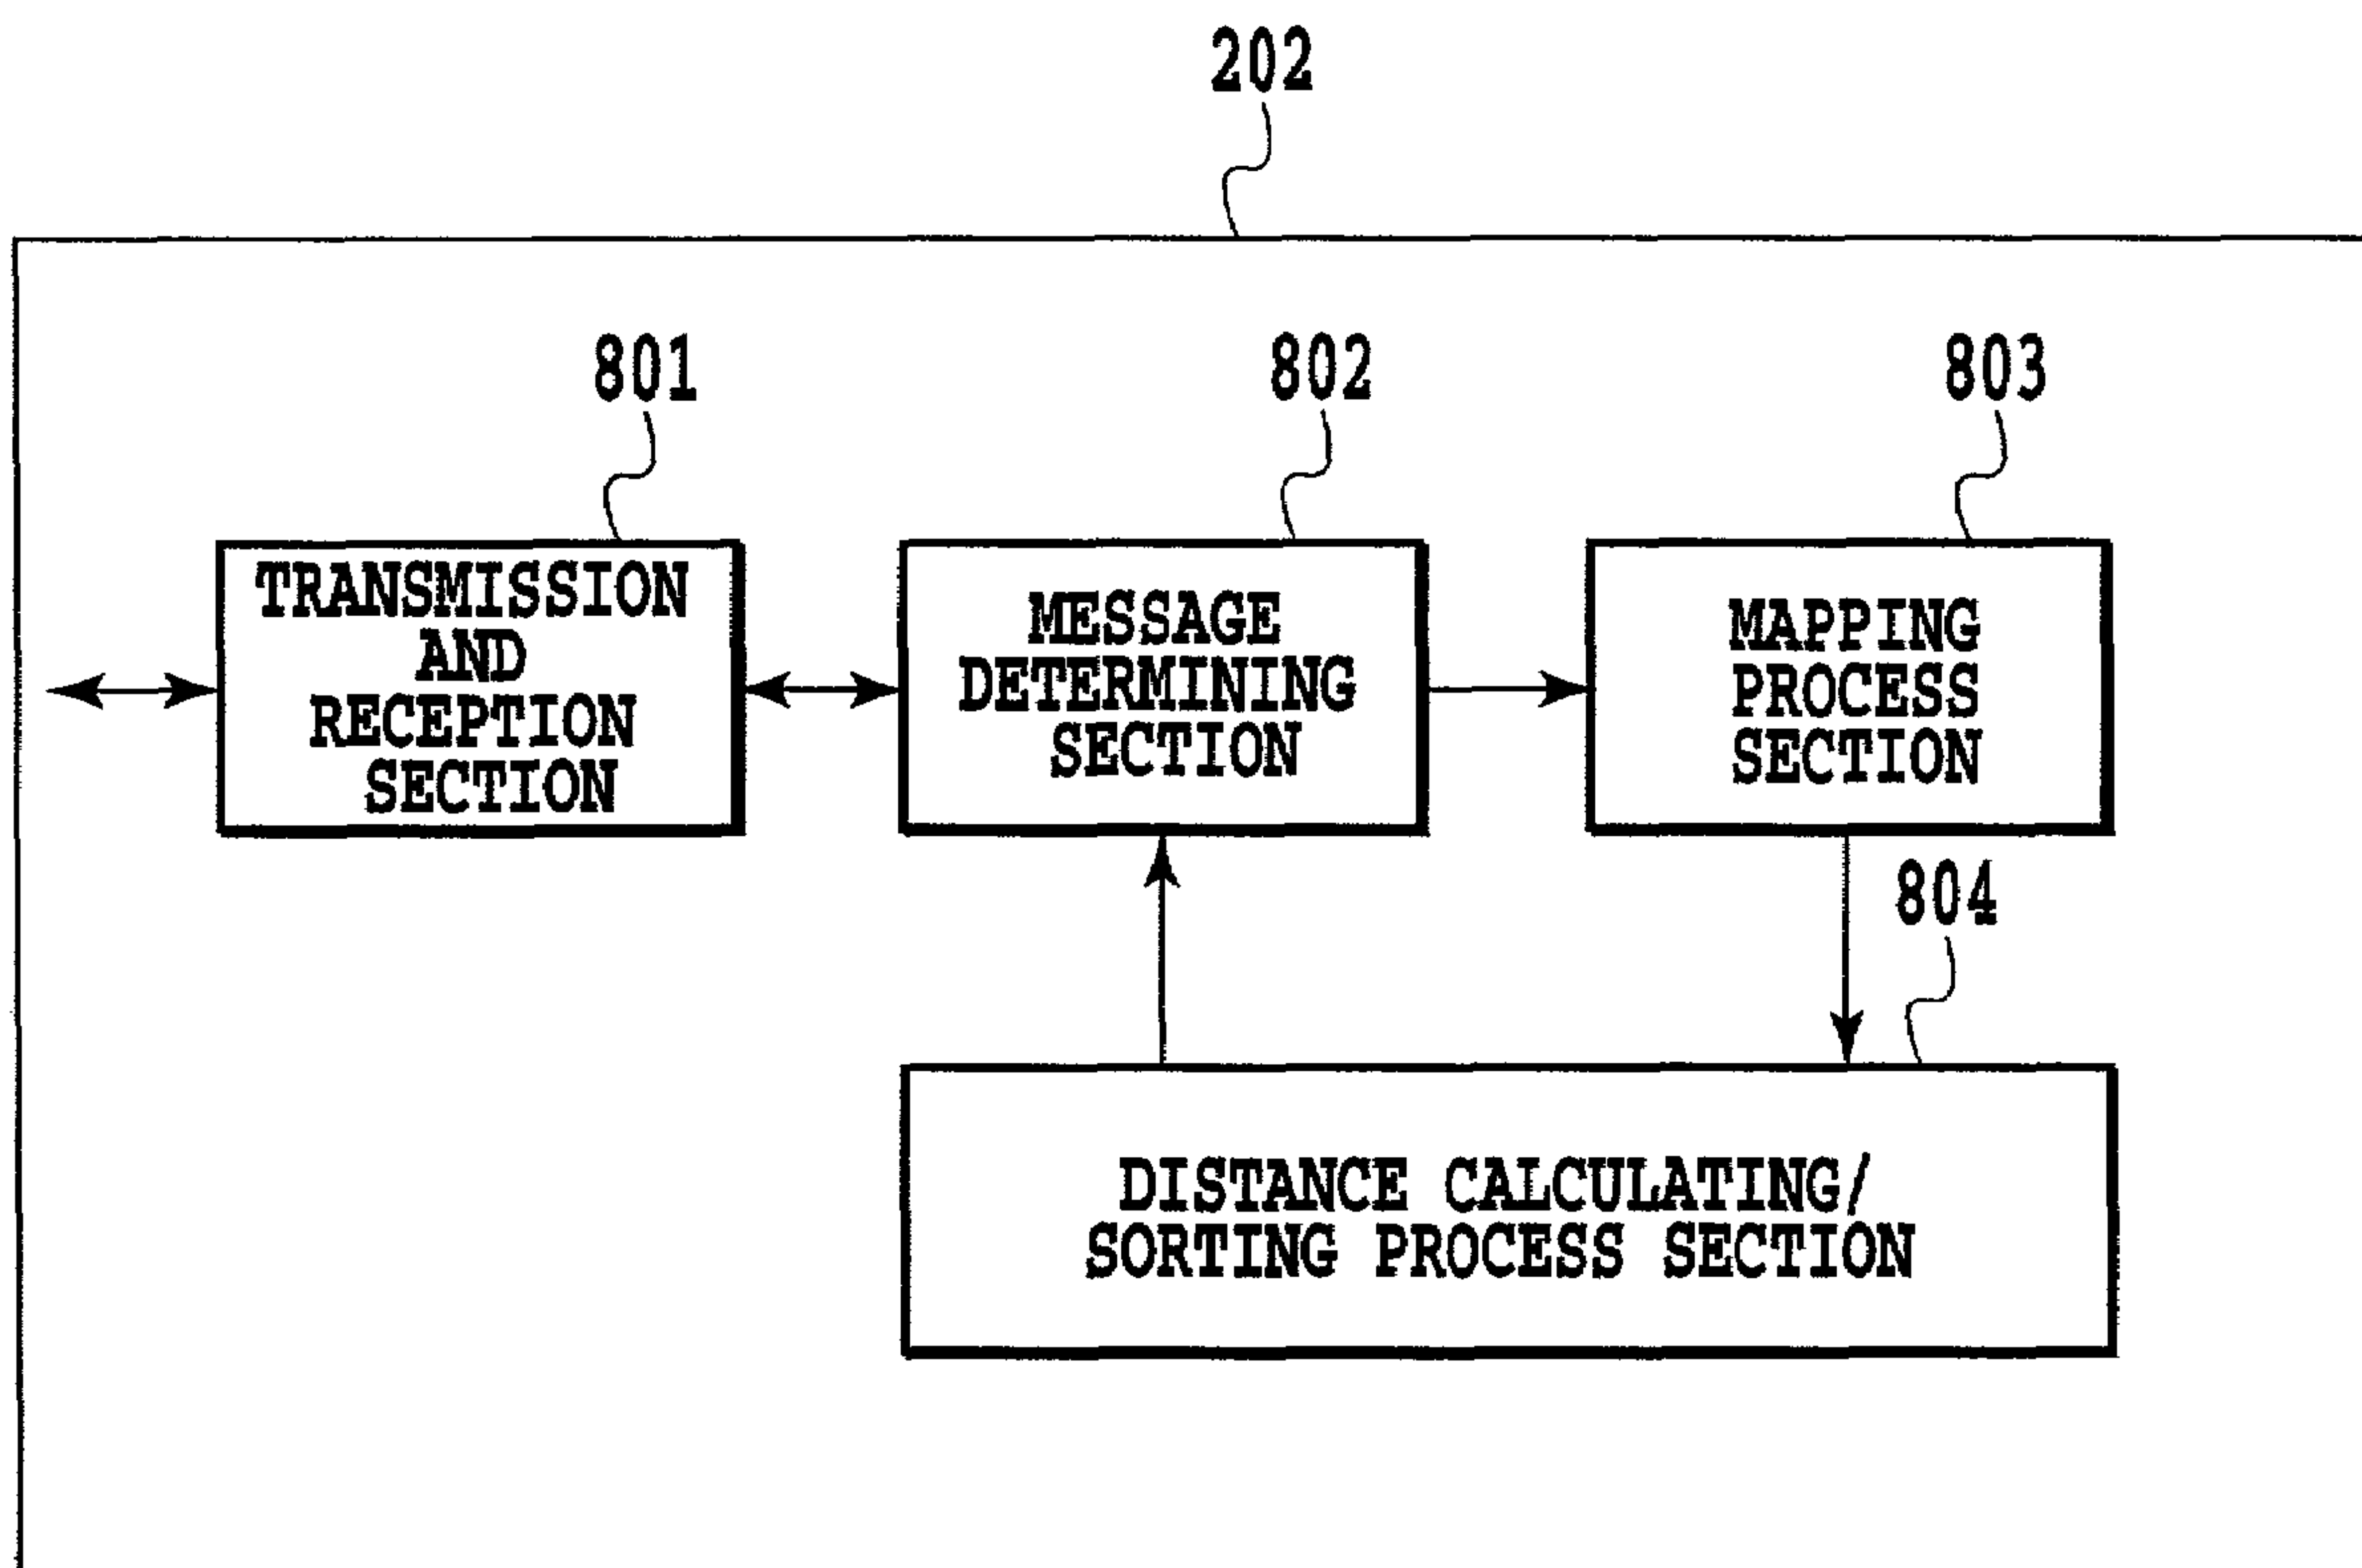 202
801
802
803
TRANSMISSION
AND
RECEPTION
SECTION
MESSAGE
DETERMINING
SECTION
MAPPING
PROCESS
SECTION
804
DISTANCE CALCULATING/
SORTING PROCESS SECTION